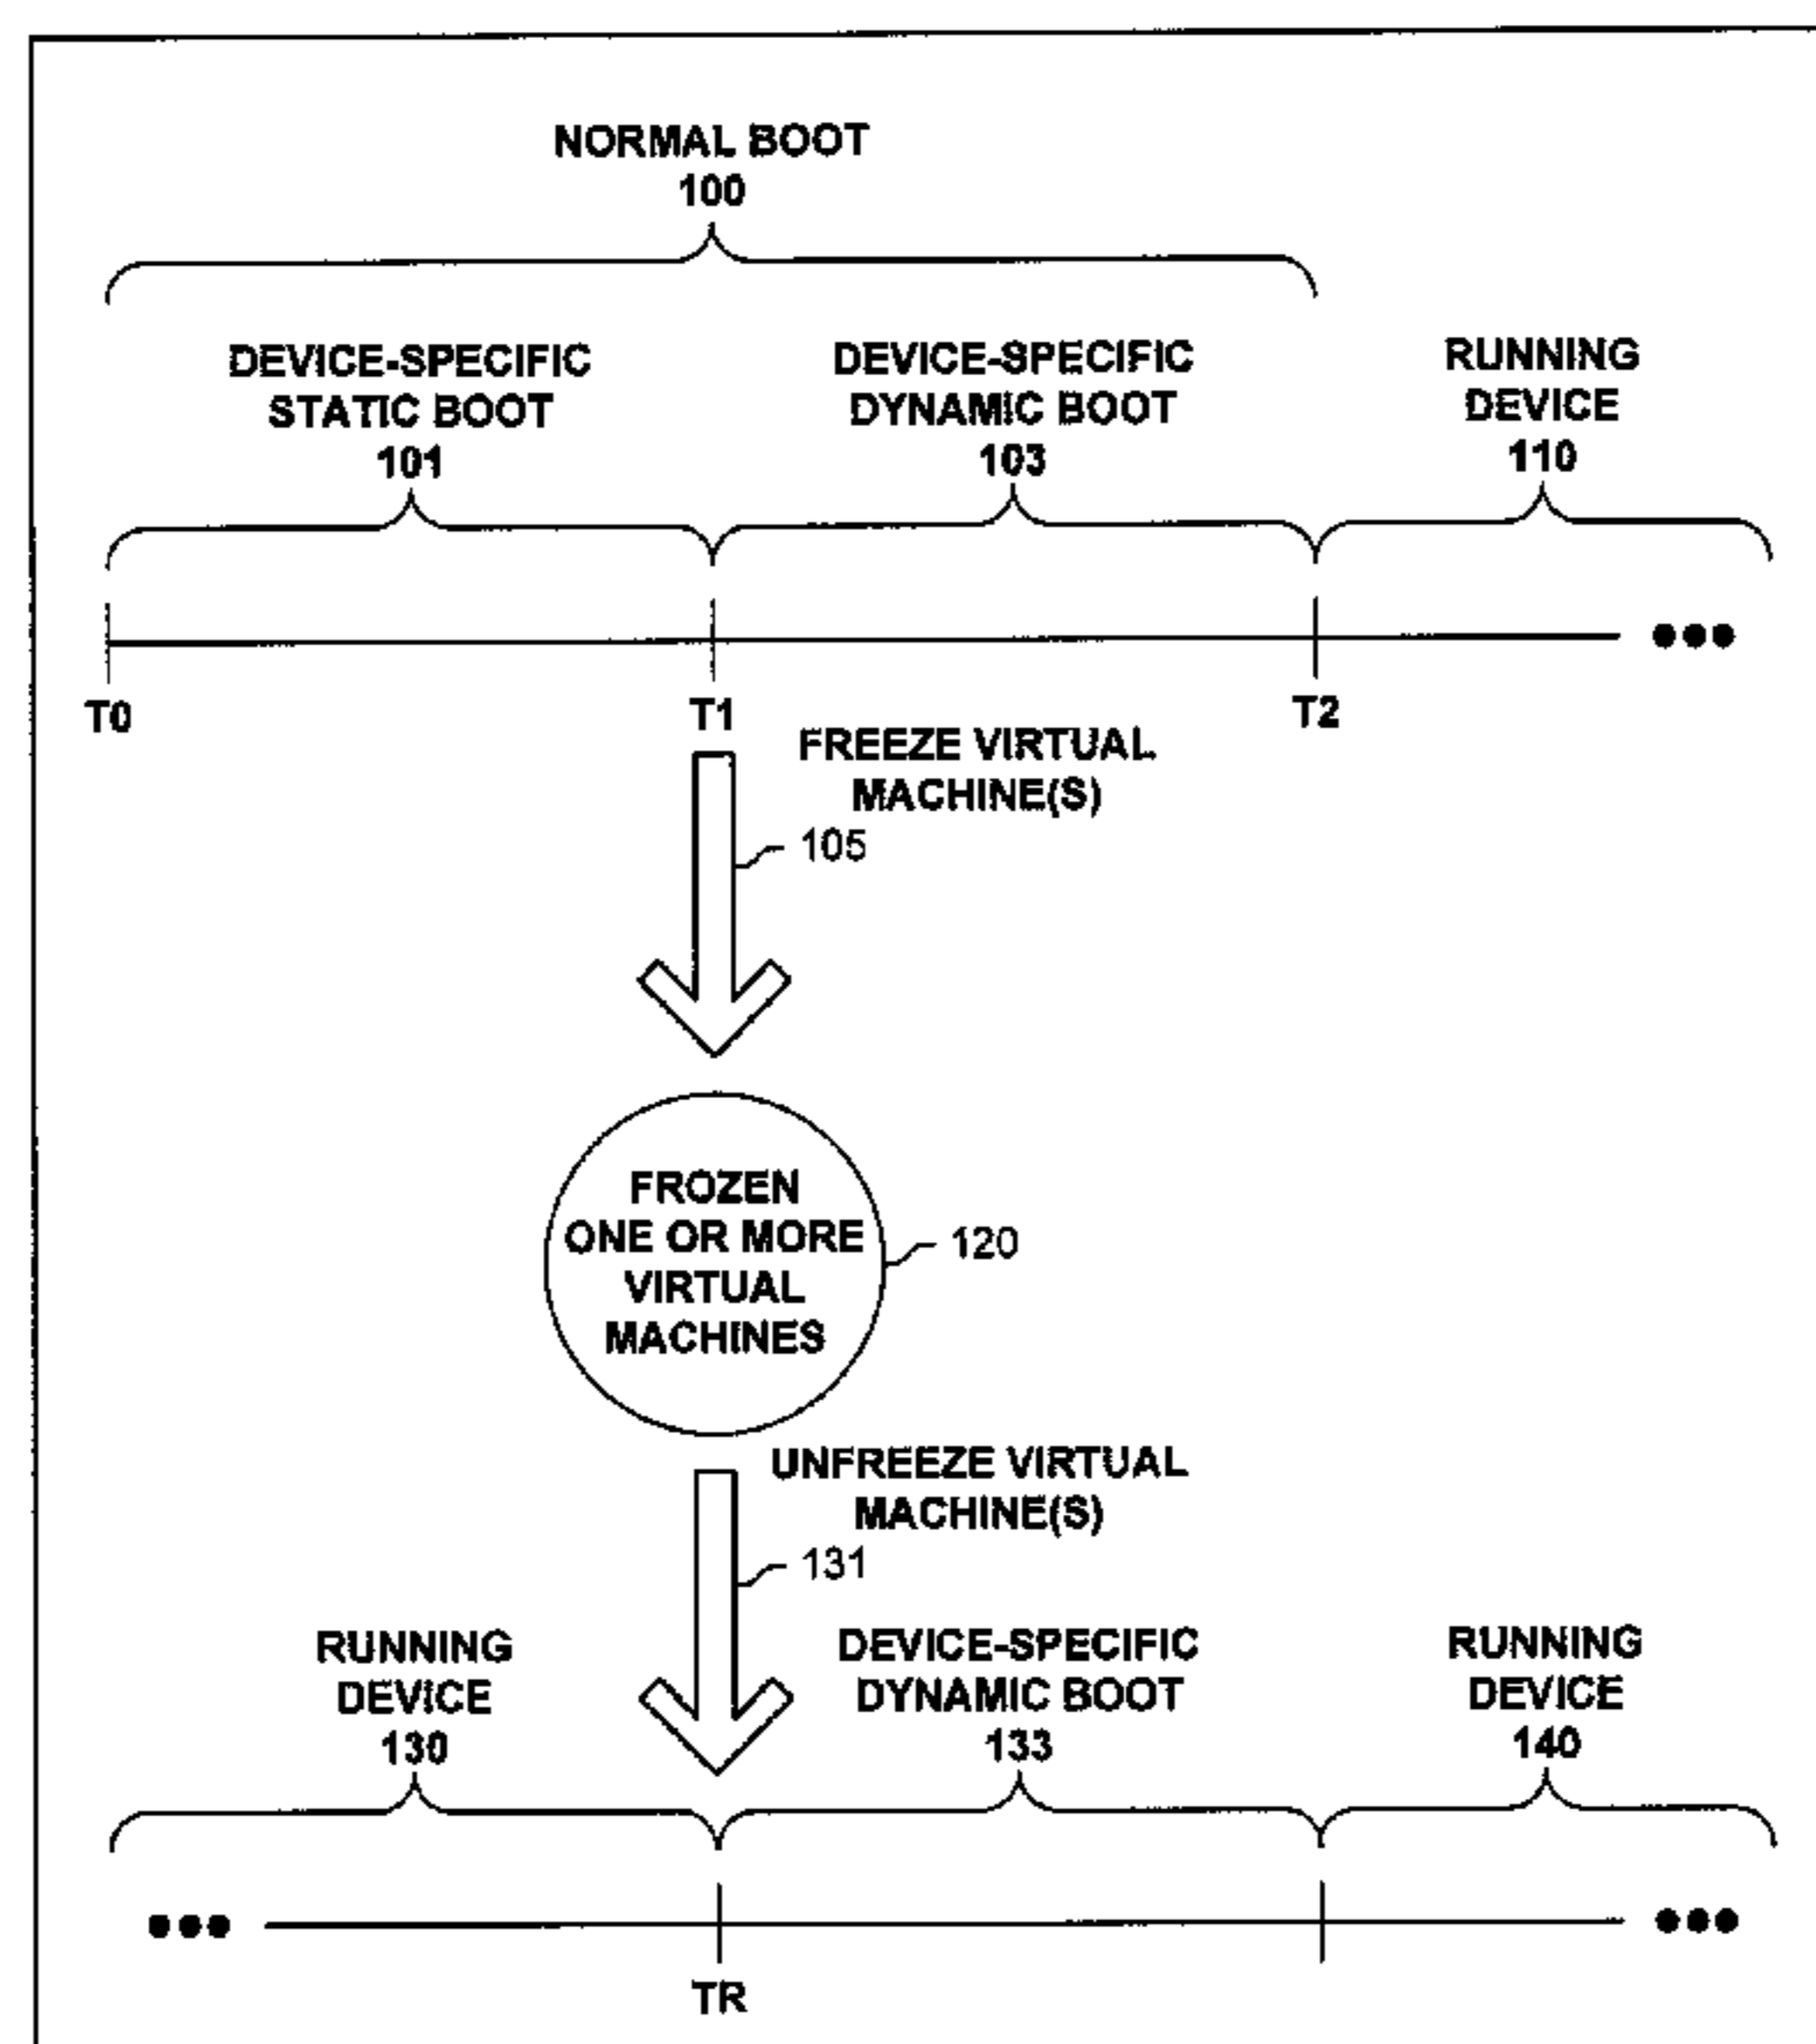 NORMAL BOOT
100
DEVICE-SPECIFIC
STATIC BOOT
101
DEVICE-SPECIFIC
DYNAMIC BOOT
103
RUNNING
DEVICE
110
T0
T1
T2
FREEZE VIRTUAL
MACHINE(S)
105
FROZEN
ONE OR MORE
VIRTUAL
MACHINES
120
UNFREEZE VIRTUAL
MACHINE(S)
131
RUNNING
DEVICE
130
DEVICE-SPECIFIC
DYNAMIC BOOT
133
RUNNING
DEVICE
140
TR